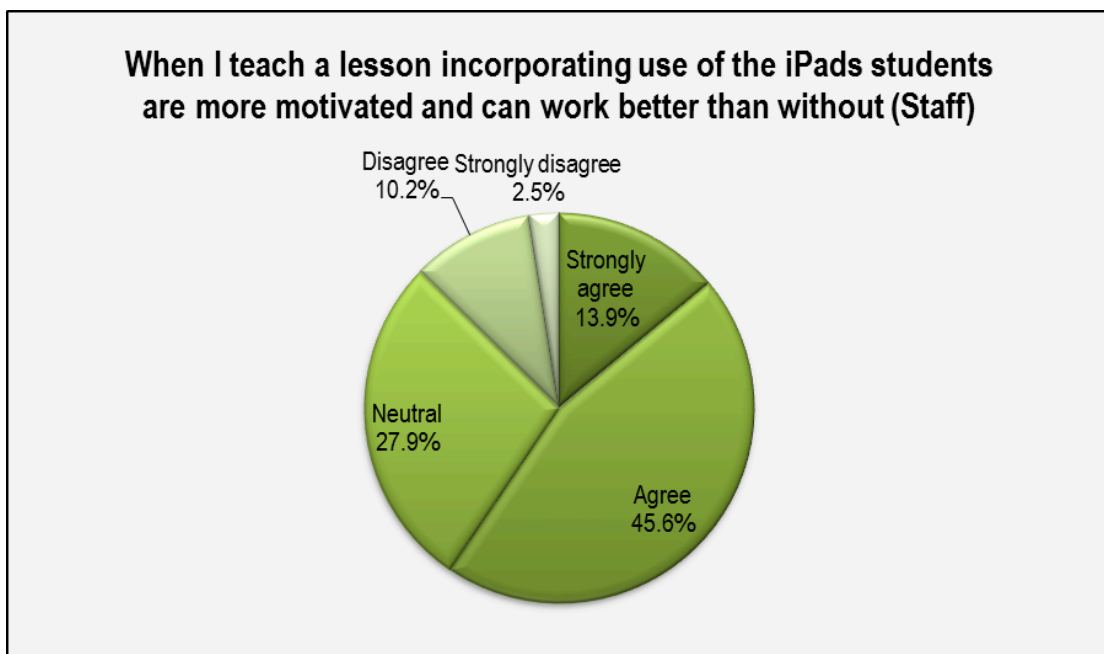 When I teach a lesson incorporating use of the iPads students
are more motivated and can work better than without (Staff)
Disagree
10.2%
Strongly disagree
2.5%
Strongly
agree
13.9%
Neutral
27.9%
Agree
45.6%